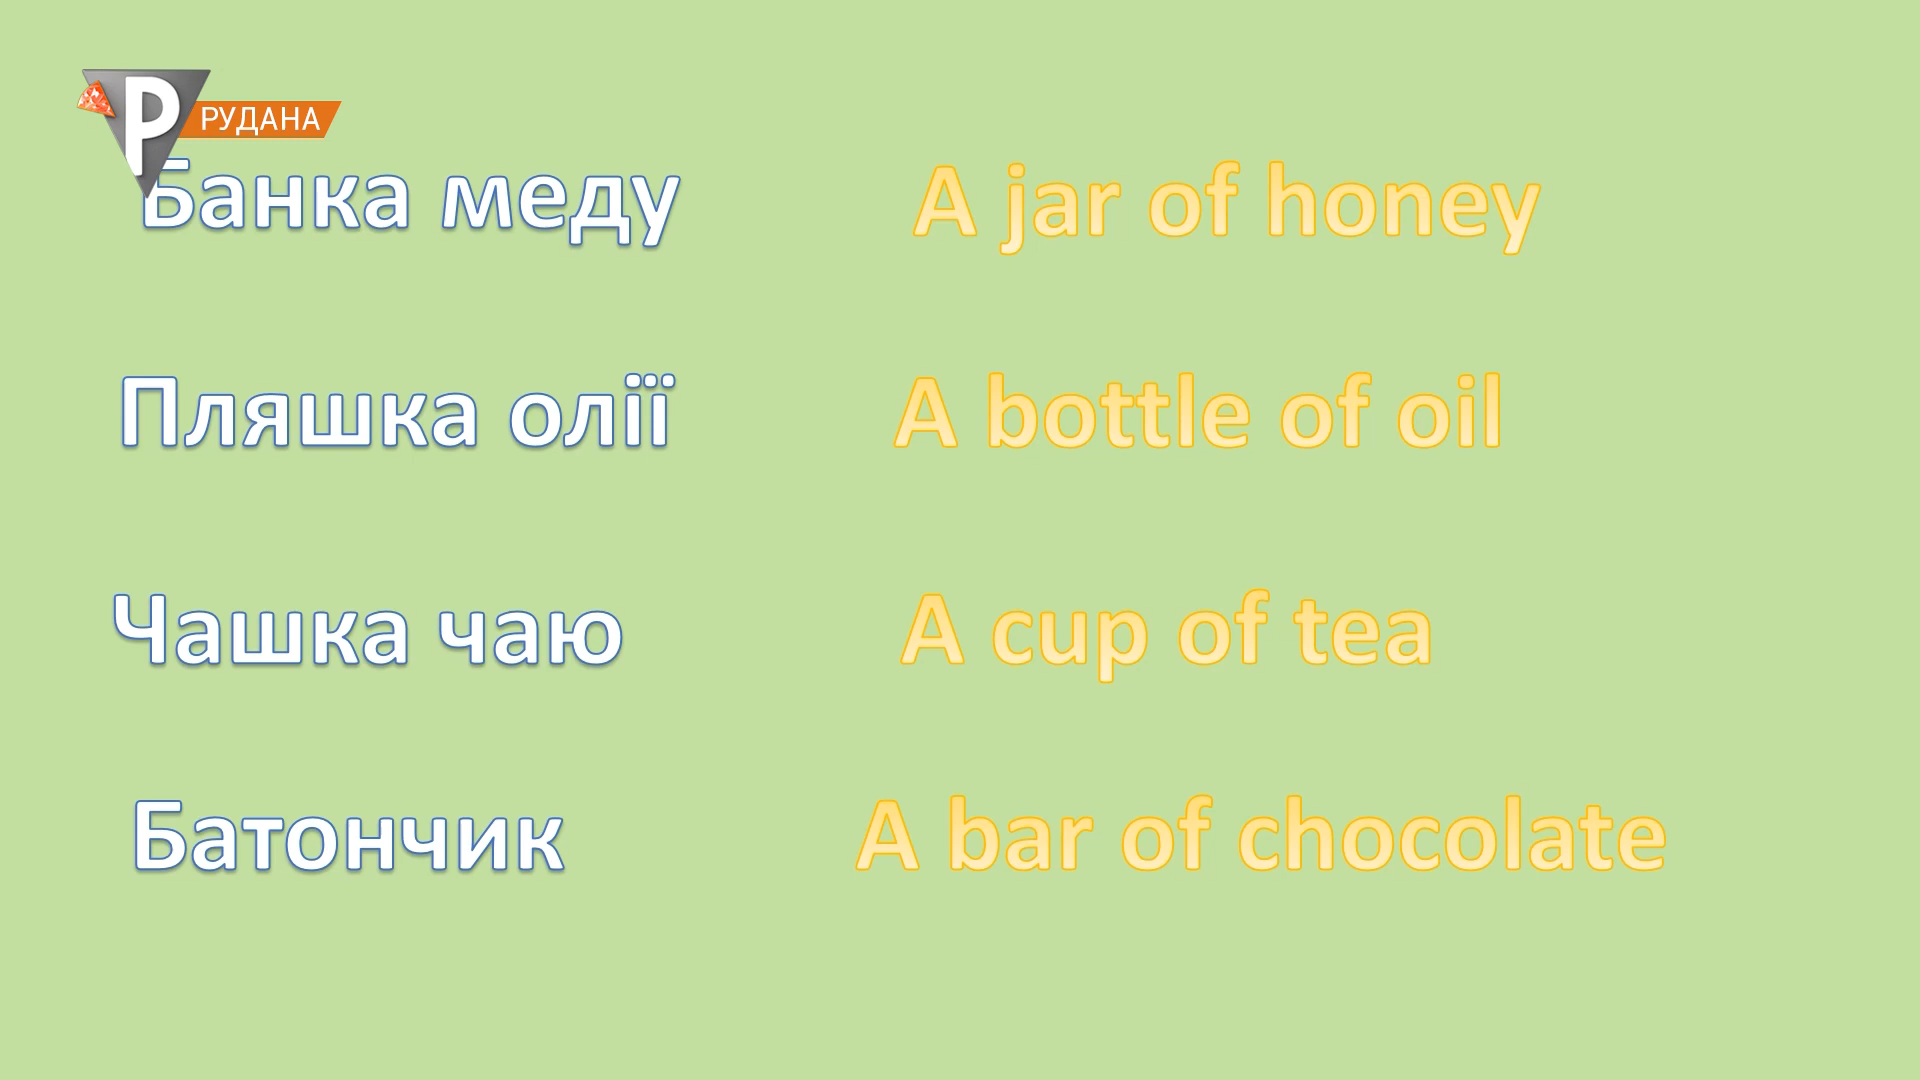 Р РУДАНА
Банка меду A jar of honey
Пляшка олії A bottle of oil
Чашка чаю A cup of tea
Батончик A bar of chocolate